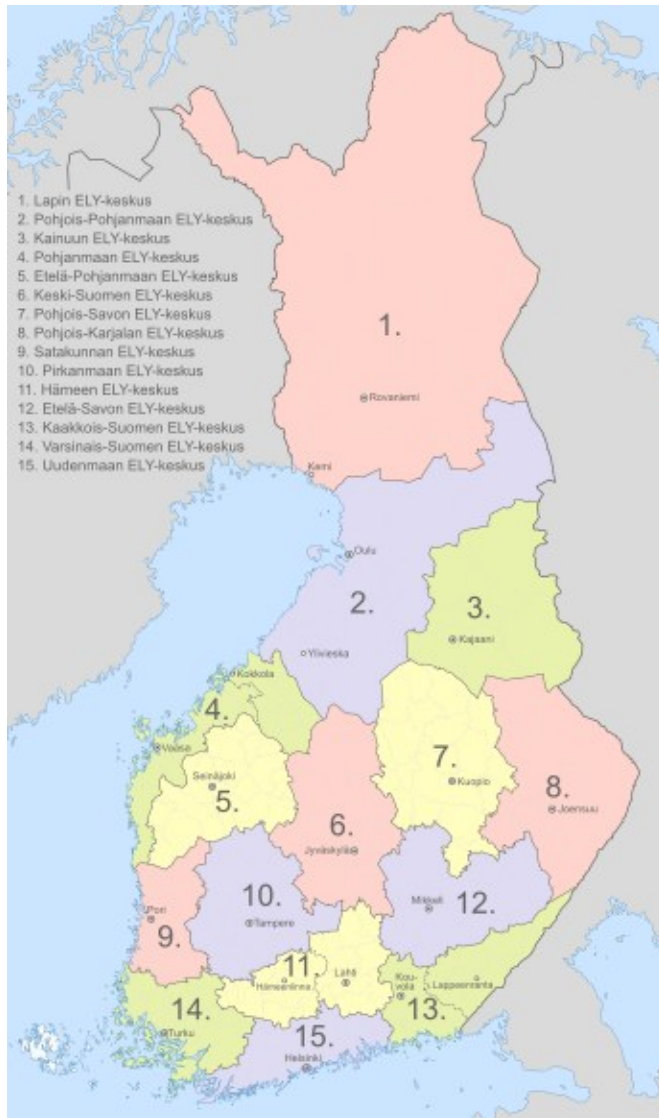 1. Lapin ELY-keskus
2. Pohjois-Pohjanmaan ELY-keskus
3. Kainuun ELY-keskus
4. Pohjanmaan ELY-keskus
5. Etelä-Pohjanmaan ELY-keskus
6. Keski-Suomen ELY-keskus
7. Pohjois-Savon ELY-keskus
8. Pohjois-Karjalan ELY-keskus
9. Satakunnan ELY-keskus
10. Pirkanmaan ELY-keskus
11. Hämeen ELY-keskus
12. Etelä-Savon ELY-keskus
13. Kaakkois-Suomen ELY-keskus
14. Varsinais-Suomen ELY-keskus
15. Uudenmaan ELY-keskus
1.
Rovaniemi
Kemi
Oulu
2.
3.
Ylivieska
Kajaani
Kokkola
4.
Vaasa
7.
Seinäjoki
Kuopio
5.
8.
Joensuu
6.
Jyväskylä
10.
12.
Mikkeli
Pori
Tampere
9.
11.
Lahti
Hämeenlinna
Kou-
vola
Lappeenranta
14.
13.
Turku
15.
Helsinki